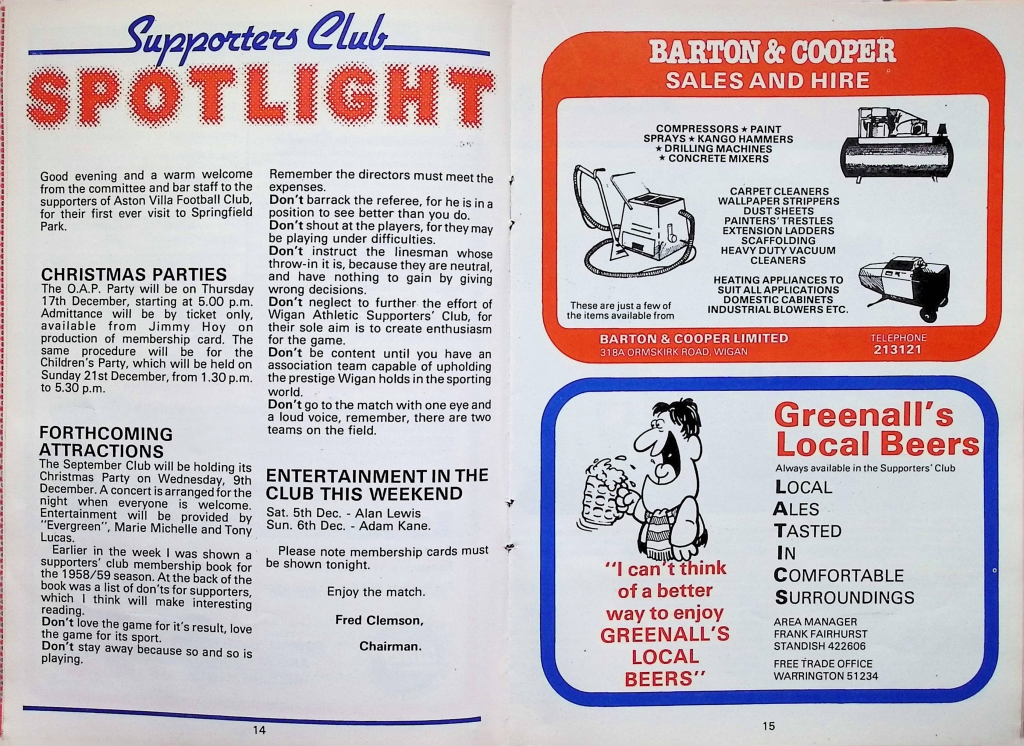 Supporters Club
SPOTLIGHT
Good evening and a warm welcome
from the committee and bar staff to the
supporters of Aston Villa Football Club,
for their first ever visit to Springfield
Park.
CHRISTMAS PARTIES
The O.A.P. Party will be on Thursday
17th December, starting at 5.00 p.m.
Admittance will be by ticket only,
available from Jimmy Hoy on
production of membership card. The
same procedure will be for the
Children's Party, which will be held on
Sunday 21st December, from 1.30 p.m.
to 5.30 p.m.
FORTHCOMING
ATTRACTIONS
The September Club will be holding its
Christmas Party on Wednesday, 9th
December. A concert is arranged for the
night when everyone is welcome.
Entertainment will be provided by
"Evergreen", Marie Michelle and Tony
Lucas.
Earlier in the week I was shown a
supporters' club membership book for
the 1958/59 season. At the back of the
book was a list of don'ts for supporters,
which I think will make interesting
reading.
Don't love the game for it's result, love
the game for its sport.
Don't stay away because so and so is
playing.
Remember the directors must meet the
expenses.
Don't barrack the referee, for he is in a
position to see better than you do.
Don't shout at the players, for they may
be playing under difficulties.
Don't instruct the linesman whose
throw-in it is, because they are neutral,
and have nothing to gain by giving
wrong decisions.
Don't neglect to further the effort of
Wigan Athletic Supporters' Club, for
their sole aim is to create enthusiasm
for the game.
Don't be content until you have an
association team capable of upholding
the prestige Wigan holds in the sporting
world.
Don't go to the match with one eye and
a loud voice, remember, there are two
teams on the field.
ENTERTAINMENT IN THE
CLUB THIS WEEKEND
Sat. 5th Dec. - Alan Lewis
Sun. 6th Dec. - Adam Kane.
Please note membership cards must
be shown tonight.
Enjoy the match.
Fred Clemson,
Chairman.
14
BARTON & COOPER
SALES AND HIRE
COMPRESSORS ★ PAINT
SPRAYS ★ KANGO HAMMERS
★ DRILLING MACHINES
★ CONCRETE MIXERS
CARPET CLEANERS
WALLPAPER STRIPPERS
DUST SHEETS
PAINTERS' TRESTLES
EXTENSION LADDERS
SCAFFOLDING
HEAVY DUTY VACUUM
CLEANERS
HEATING APPLIANCES TO
SUIT ALL APPLICATIONS
DOMESTIC CABINETS
INDUSTRIAL BLOWERS ETC.
These are just a few of
the items available from
BARTON & COOPER LIMITED
318A ORMSKIRK ROAD, WIGAN
TELEPHONE
213121
Greenall's
Local Beers
Always available in the Supporters' Club
LOCAL
ALES
TASTED
IN
COMFORTABLE
SURROUNDINGS
"I can't think
of a better
way to enjoy
GREENALL'S
LOCAL
BEERS"
AREA MANAGER
FRANK FAIRHURST
STANDISH 422606
FREE TRADE OFFICE
WARRINGTON 51234
15